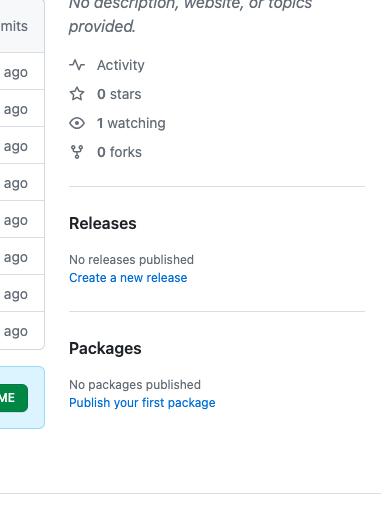 No description, website, or topics
provided.
mits
ago
Activity
ago
0 stars
ago
1 watching
ago
0 forks
ago
ago
Releases
ago
No releases published
Create a new release
ago
ago
Packages
No packages published
ME
Publish your first package